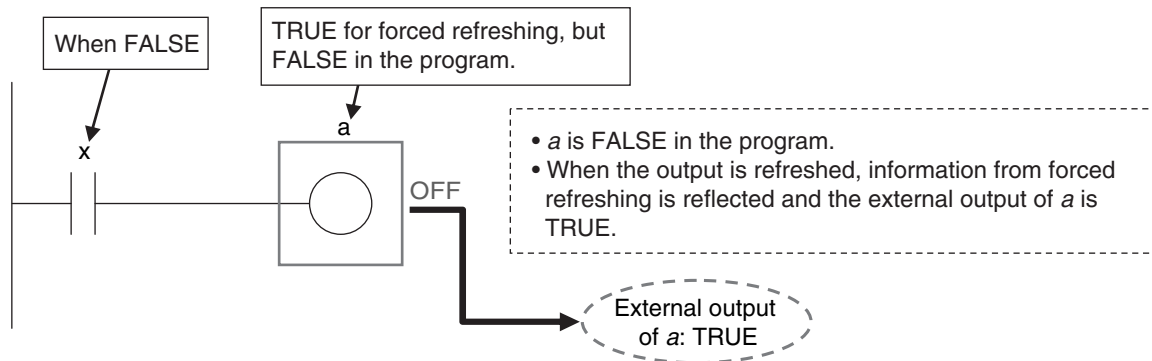 When FALSE
TRUE for forced refreshing, but
FALSE in the program.
x
a
OFF
• a is FALSE in the program.
• When the output is refreshed, information from forced
refreshing is reflected and the external output of a is
TRUE.
External output
of a: TRUE